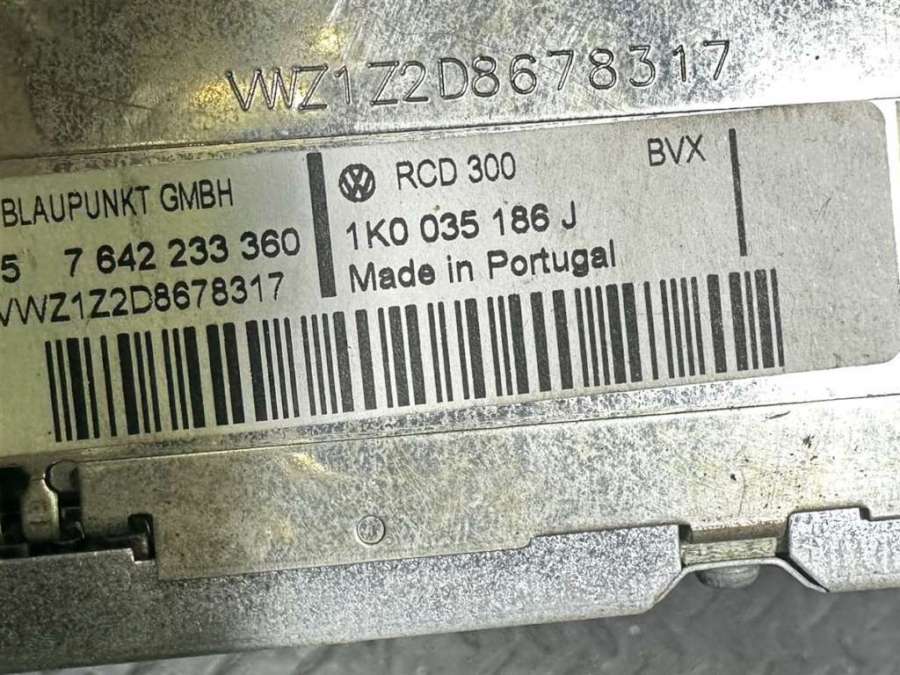 VWZ1Z2D8678317
BLAUPUNKT GMBH
5 7 642 233 360
VWZ1Z2D8678317
RCD 300 BVX
1K0 035 186 J
Made in Portugal